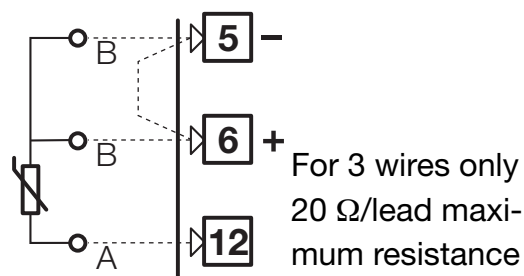 5 −
B
6 +
B
For 3 wires only
20 Ω/lead maxi-
12
mum resistance
A